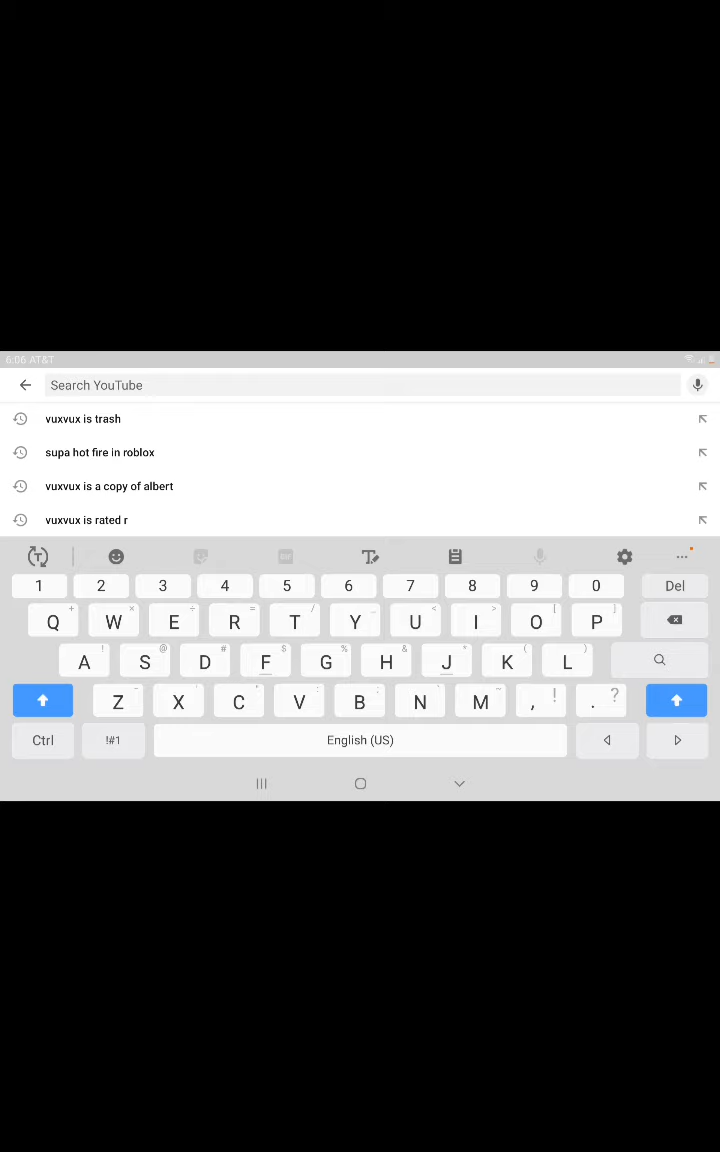 6:06 AT&T
Search YouTube
vuxvux is trash
supa hot fire in roblox
vuxvux is a copy of albert
vuxvux is rated r
T GIF T ...
1 2 3 4 5 6 7 8 9 0 Del
Q + W × E ÷ R = T / Y _ U < I > O [ P ]
A ! S @ D # F $ G % H & J * K ( L )
Z - X ' C " V : B ; N ` M ~ , ! . ?
Ctrl !#1 English (US)